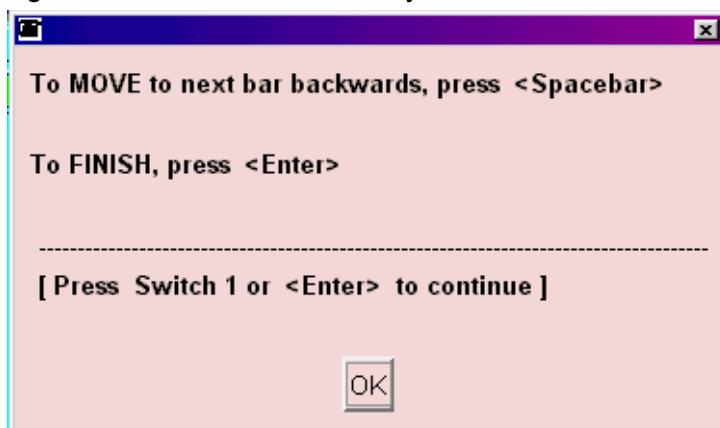 To MOVE to next bar backwards, press <Spacebar>
To FINISH, press <Enter>
[ Press Switch 1 or <Enter> to continue ]
OK